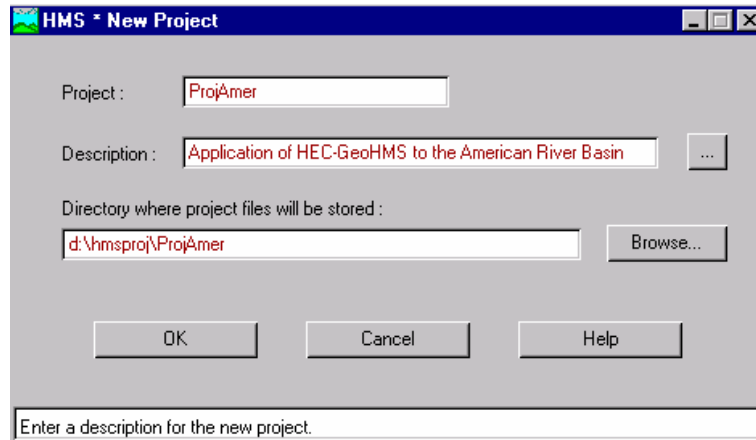 HMS * New Project
Project :
ProjAmer
Description :
Application of HEC-GeoHMS to the American River Basin
...
Directory where project files will be stored :
d:\hmsproj\ProjAmer
Browse...
OK
Cancel
Help
Enter a description for the new project.